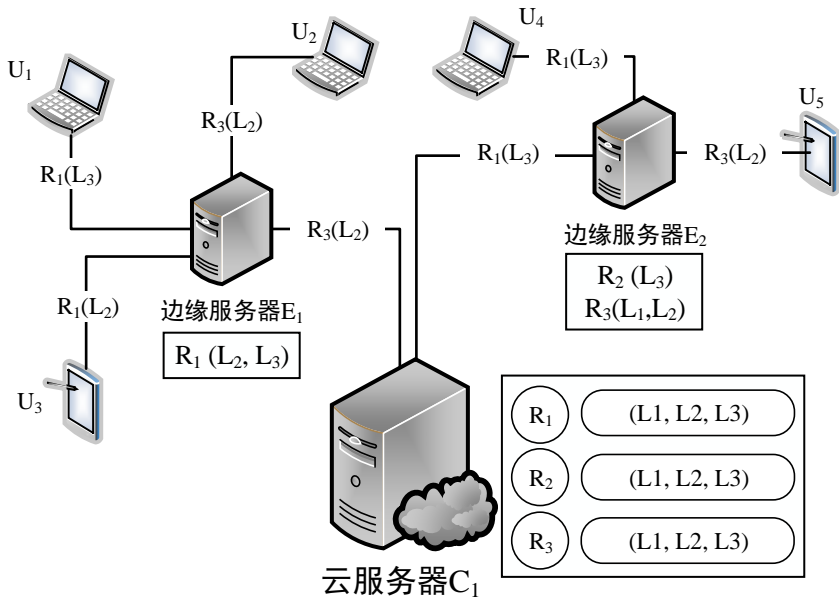 U₁
U₂
U₄
U₅
R₁(L₃)
R₃(L₂)
R₁(L₃)
R₁(L₃)
R₃(L₂)
R₃(L₂)
R₁(L₂)
U₃
边缘服务器E₁
R₁ (L₂, L₃)
边缘服务器E₂
R₂ (L₃)
R₃(L₁,L₂)
R₁ (L1, L2, L3)
R₂ (L1, L2, L3)
R₃ (L1, L2, L3)
云服务器C₁